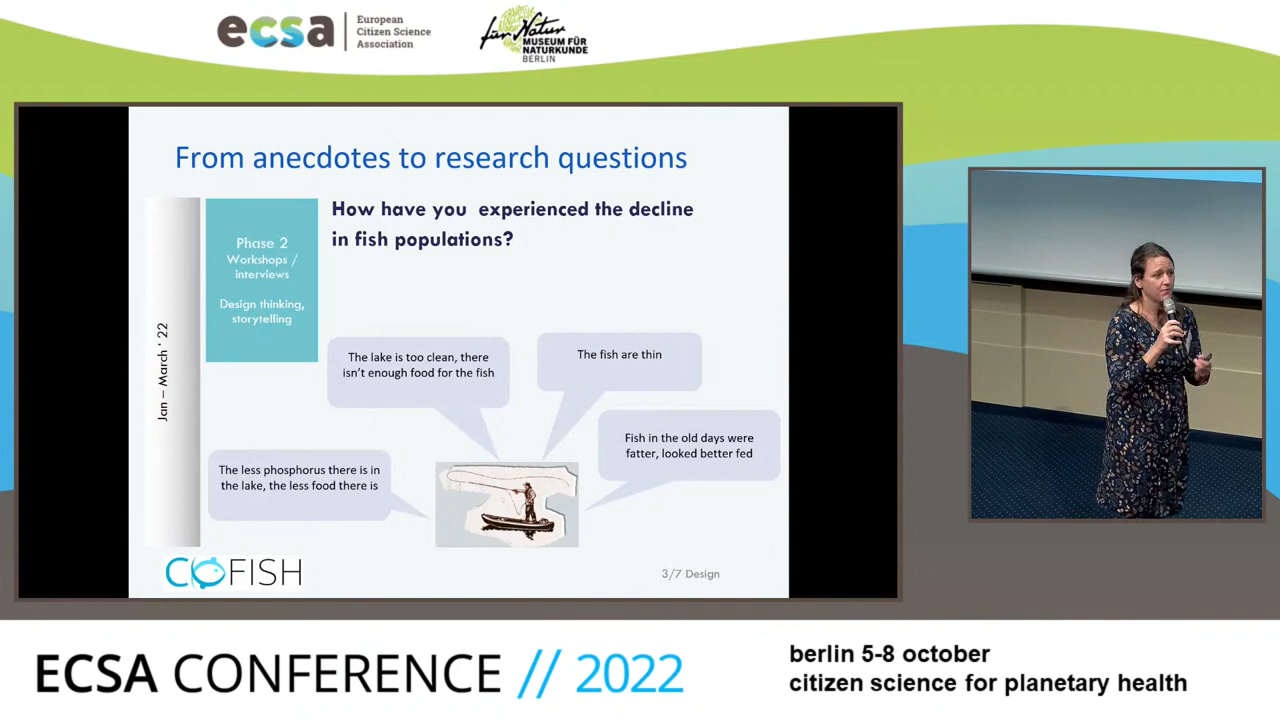 ecsa
European
Citizen Science
Association
für Natur
MUSEUM FÜR
NATURKUNDE
BERLIN
From anecdotes to research questions
How have you experienced the decline
in fish populations?
Phase 2
Workshops /
interviews
Design thinking,
storytelling
Jan – March ' 22
The lake is too clean, there
isn't enough food for the fish
The fish are thin
Fish in the old days were
fatter, looked better fed
The less phosphorus there is in
the lake, the less food there is
COFISH
3/7 Design
ECSA CONFERENCE // 2022
berlin 5-8 october
citizen science for planetary health